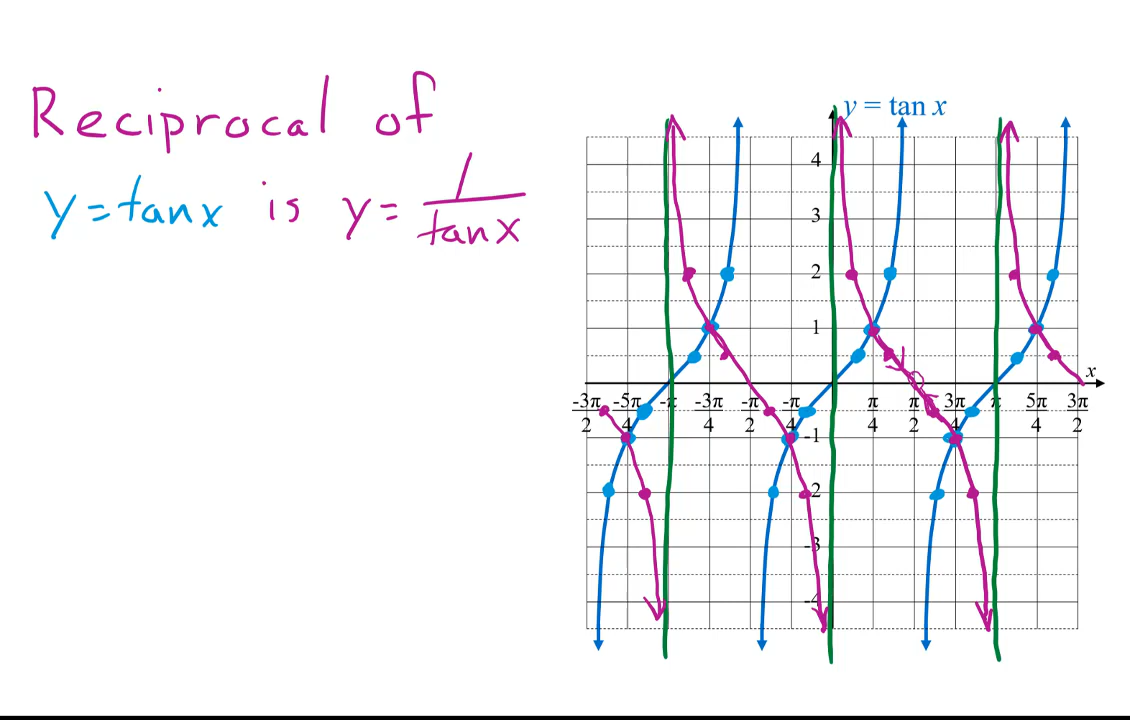 Reciprocal of
y=tanx is y= 1/tanx
y = tan x
4
3
2
1
x
-3π/2 -5π/4 -π -3π/4 -π/2 -π/4 π/4 π/2 3π/4 π 5π/4 3π/2
-1
-2
-3
-4